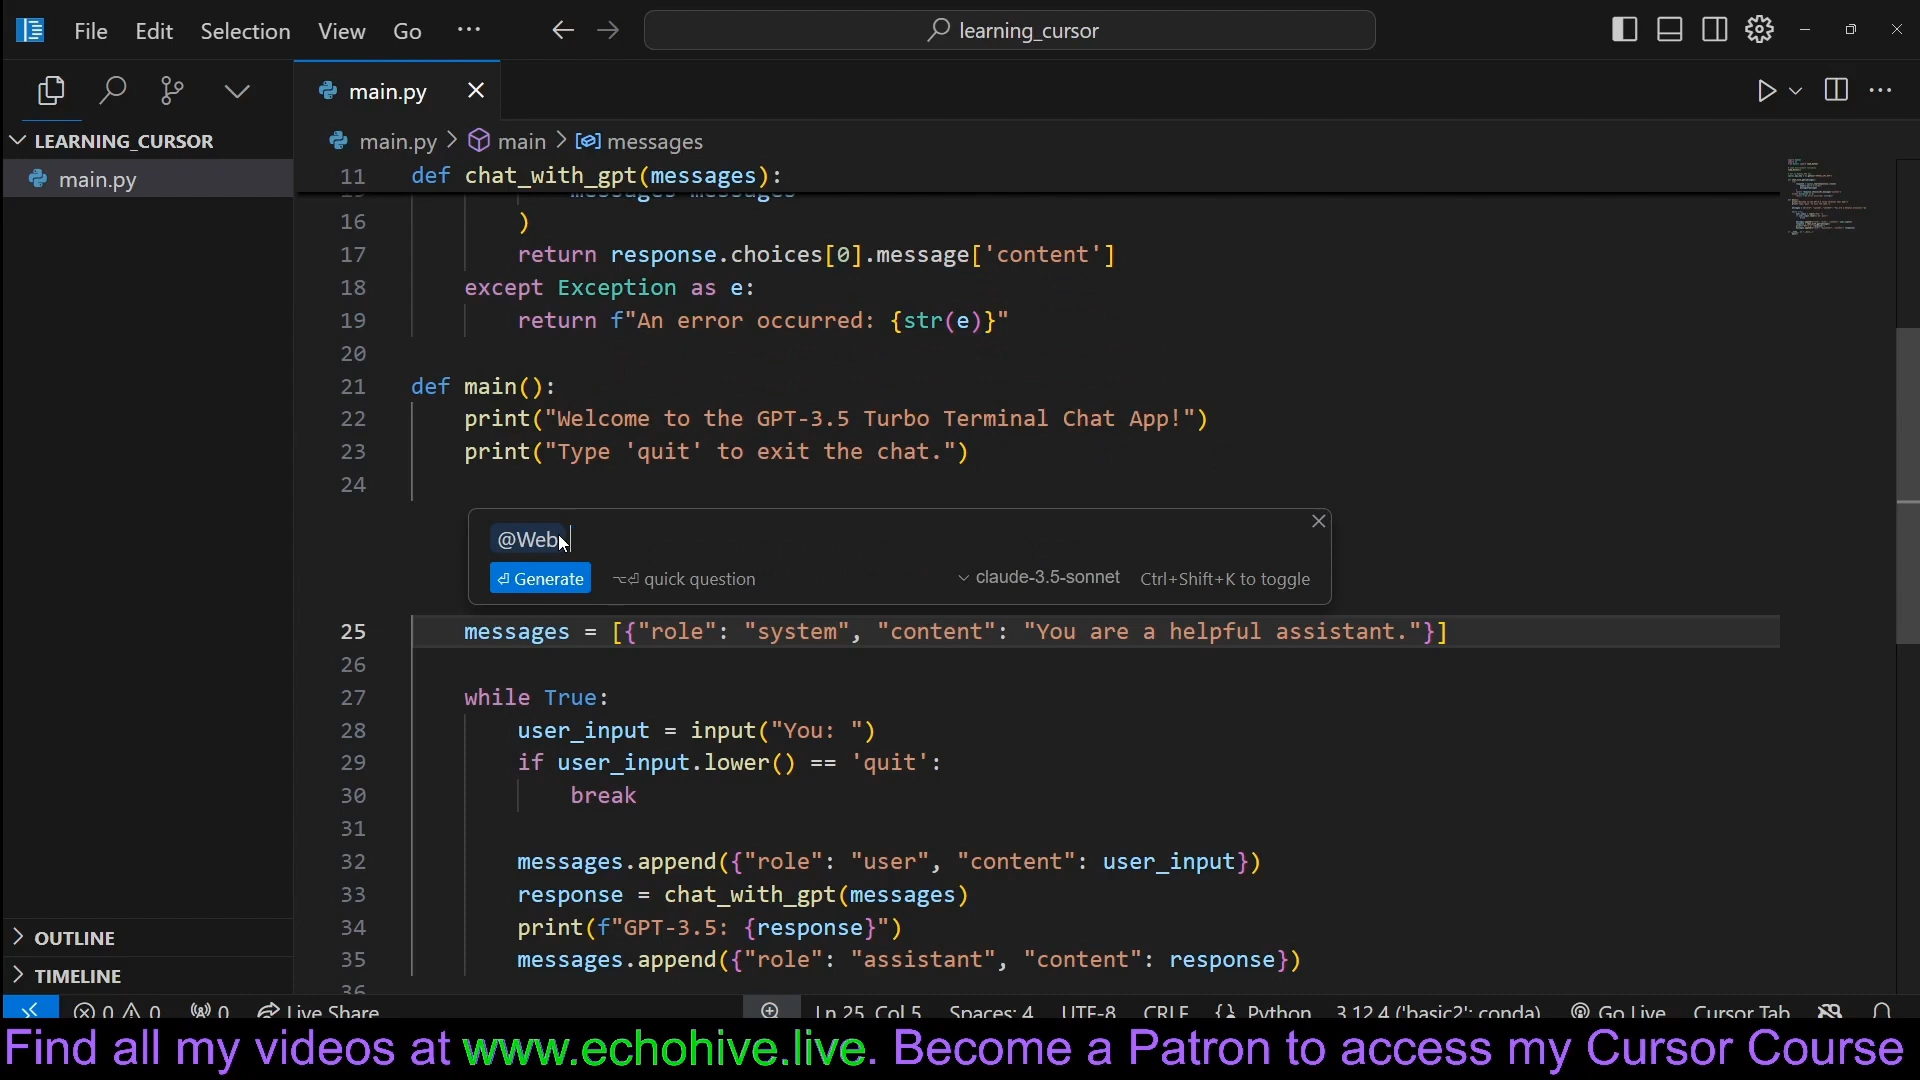 File Edit Selection View Go ··· learning_cursor
main.py
LEARNING_CURSOR
main.py > main > messages
main.py
11 def chat_with_gpt(messages):
16 )
17 return response.choices[0].message['content']
18 except Exception as e:
19 return f"An error occurred: {str(e)}"
20
21 def main():
22 print("Welcome to the GPT-3.5 Turbo Terminal Chat App!")
23 print("Type 'quit' to exit the chat.")
24
@Web
⏎ Generate ⌥⏎ quick question claude-3.5-sonnet Ctrl+Shift+K to toggle
25 messages = [{"role": "system", "content": "You are a helpful assistant."}]
26
27 while True:
28 user_input = input("You: ")
29 if user_input.lower() == 'quit':
30 break
31
32 messages.append({"role": "user", "content": user_input})
33 response = chat_with_gpt(messages)
34 print(f"GPT-3.5: {response}")
35 messages.append({"role": "assistant", "content": response})
36
OUTLINE
TIMELINE
0 0 0 Live Share Ln 25, Col 5 Spaces: 4 UTF-8 CRLF {} Python 3.12.4 ('basic2': conda) Go Live Cursor Tab
Find all my videos at www.echohive.live. Become a Patron to access my Cursor Course